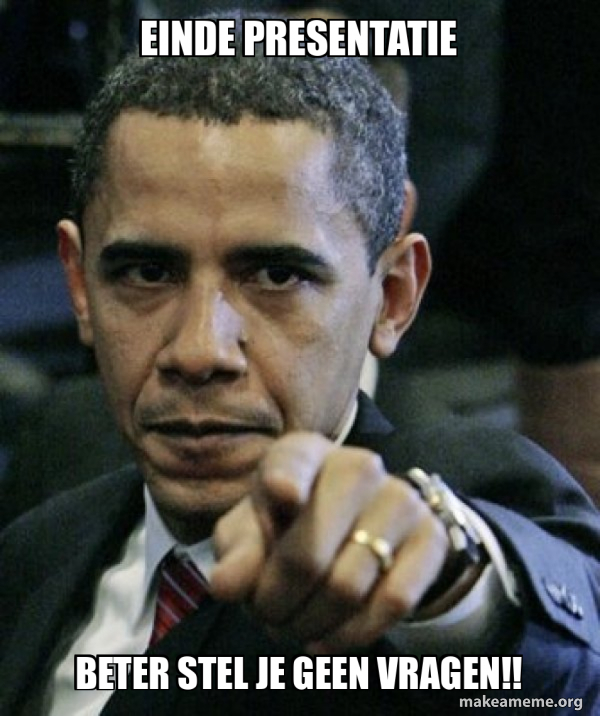 EINDE PRESENTATIE
BETER STEL JE GEEN VRAGEN!!
makeameme.org